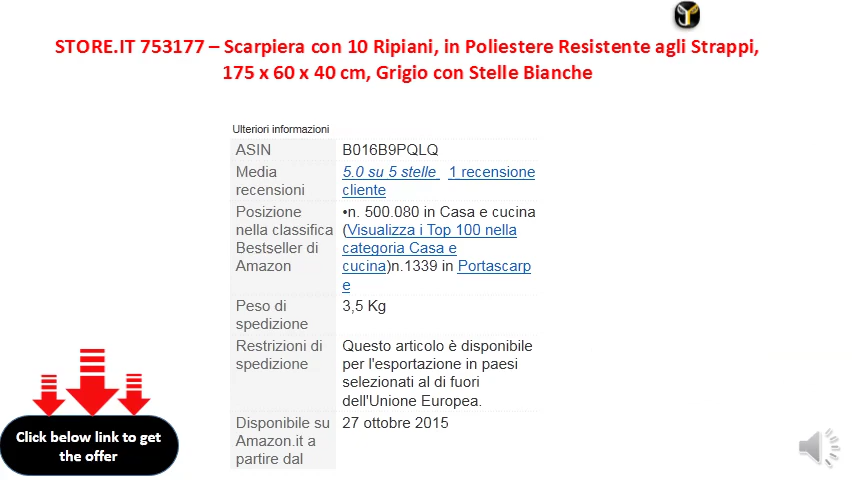 STORE.IT 753177 – Scarpiera con 10 Ripiani, in Poliestere Resistente agli Strappi,
175 x 60 x 40 cm, Grigio con Stelle Bianche
Ulteriori informazioni
ASIN B016B9PQLQ
Media recensioni 5.0 su 5 stelle 1 recensione cliente
Posizione nella classifica Bestseller di Amazon
•n. 500.080 in Casa e cucina
(Visualizza i Top 100 nella
categoria Casa e
cucina)n.1339 in Portascarp
e
Peso di spedizione 3,5 Kg
Restrizioni di spedizione
Questo articolo è disponibile
per l'esportazione in paesi
selezionati al di fuori
dell'Unione Europea.
Disponibile su Amazon.it a partire dal 27 ottobre 2015
Click below link to get
the offer